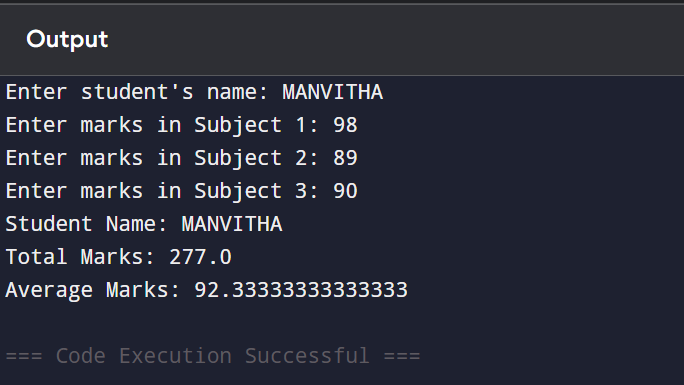 Output
Enter student's name: MANVITHA
Enter marks in Subject 1: 98
Enter marks in Subject 2: 89
Enter marks in Subject 3: 90
Student Name: MANVITHA
Total Marks: 277.0
Average Marks: 92.33333333333333

=== Code Execution Successful ===